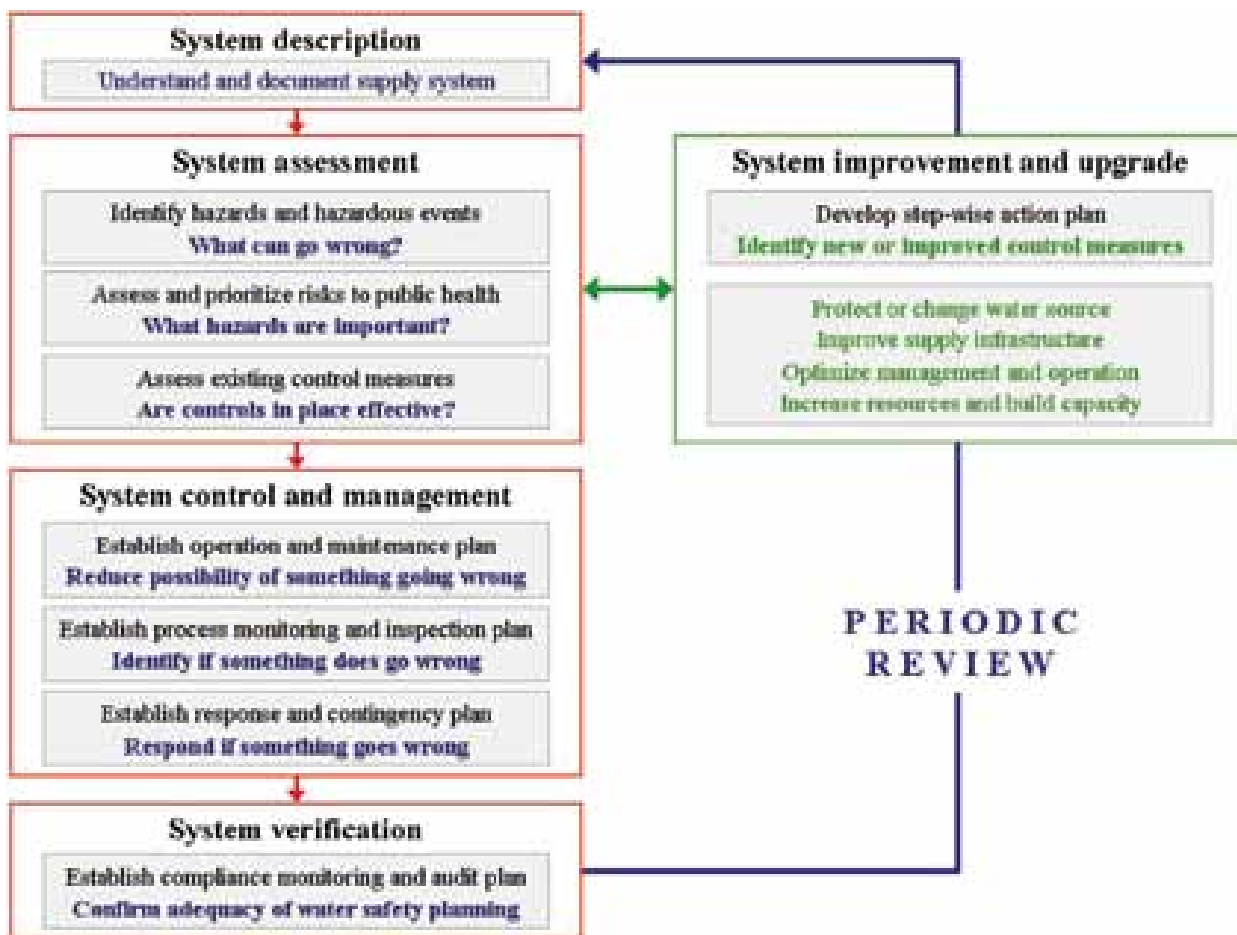 System description
Understand and document supply system
System assessment
Identify hazards and hazardous events
What can go wrong?
Assess and prioritize risks to public health
What hazards are important?
Assess existing control measures
Are controls in place effective?
System improvement and upgrade
Develop step-wise action plan
Identify new or improved control measures
Protect or change water source
Improve supply infrastructure
Optimize management and operation
Increase resources and build capacity
System control and management
Establish operation and maintenance plan
Reduce possibility of something going wrong
Establish process monitoring and inspection plan
Identify if something does go wrong
Establish response and contingency plan
Respond if something goes wrong
PERIODIC
REVIEW
System verification
Establish compliance monitoring and audit plan
Confirm adequacy of water safety planning